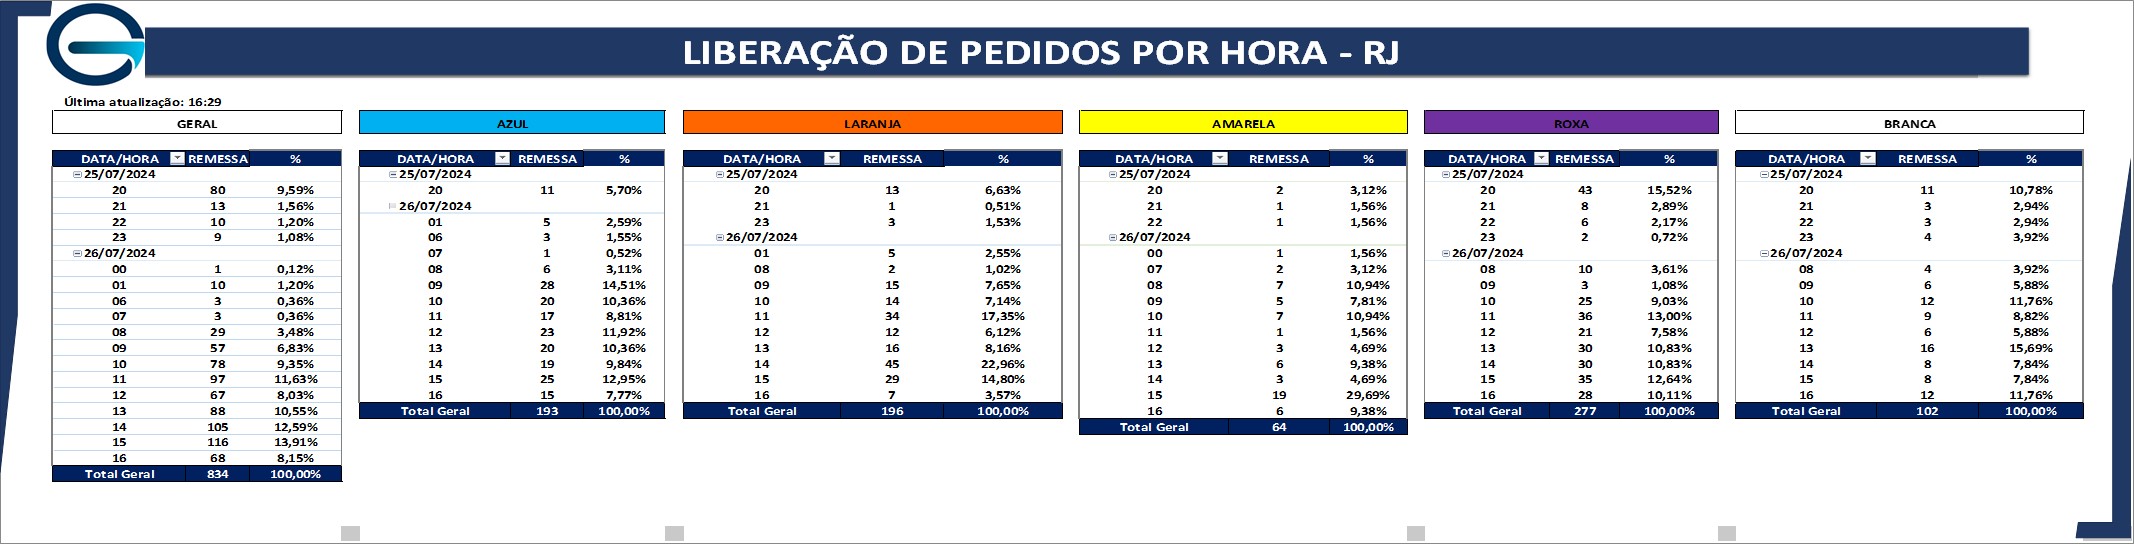 LIBERAÇÃO DE PEDIDOS POR HORA - RJ
Última atualização: 16:29
GERAL
DATA/HORA REMESSA %
25/07/2024
20 80 9,59%
21 13 1,56%
22 10 1,20%
23 9 1,08%
26/07/2024
00 1 0,12%
01 10 1,20%
06 3 0,36%
07 3 0,36%
08 29 3,48%
09 57 6,83%
10 78 9,35%
11 97 11,63%
12 67 8,03%
13 88 10,55%
14 105 12,59%
15 116 13,91%
16 68 8,15%
Total Geral 834 100,00%
AZUL
DATA/HORA REMESSA %
25/07/2024
20 11 5,70%
26/07/2024
01 5 2,59%
06 3 1,55%
07 1 0,52%
08 6 3,11%
09 28 14,51%
10 20 10,36%
11 17 8,81%
12 23 11,92%
13 20 10,36%
14 19 9,84%
15 25 12,95%
16 15 7,77%
Total Geral 193 100,00%
LARANJA
DATA/HORA REMESSA %
25/07/2024
20 13 6,63%
21 1 0,51%
23 3 1,53%
26/07/2024
01 5 2,55%
08 2 1,02%
09 15 7,65%
10 14 7,14%
11 34 17,35%
12 12 6,12%
13 16 8,16%
14 45 22,96%
15 29 14,80%
16 7 3,57%
Total Geral 196 100,00%
AMARELA
DATA/HORA REMESSA %
25/07/2024
20 2 3,12%
21 1 1,56%
22 1 1,56%
26/07/2024
00 1 1,56%
07 2 3,12%
08 7 10,94%
09 5 7,81%
10 7 10,94%
11 1 1,56%
12 3 4,69%
13 6 9,38%
14 3 4,69%
15 19 29,69%
16 6 9,38%
Total Geral 64 100,00%
ROXA
DATA/HORA REMESSA %
25/07/2024
20 43 15,52%
21 8 2,89%
22 6 2,17%
23 2 0,72%
26/07/2024
08 10 3,61%
09 3 1,08%
10 25 9,03%
11 36 13,00%
12 21 7,58%
13 30 10,83%
14 30 10,83%
15 35 12,64%
16 28 10,11%
Total Geral 277 100,00%
BRANCA
DATA/HORA REMESSA %
25/07/2024
20 11 10,78%
21 3 2,94%
22 3 2,94%
23 4 3,92%
26/07/2024
08 4 3,92%
09 6 5,88%
10 12 11,76%
11 9 8,82%
12 6 5,88%
13 16 15,69%
14 8 7,84%
15 8 7,84%
16 12 11,76%
Total Geral 102 100,00%